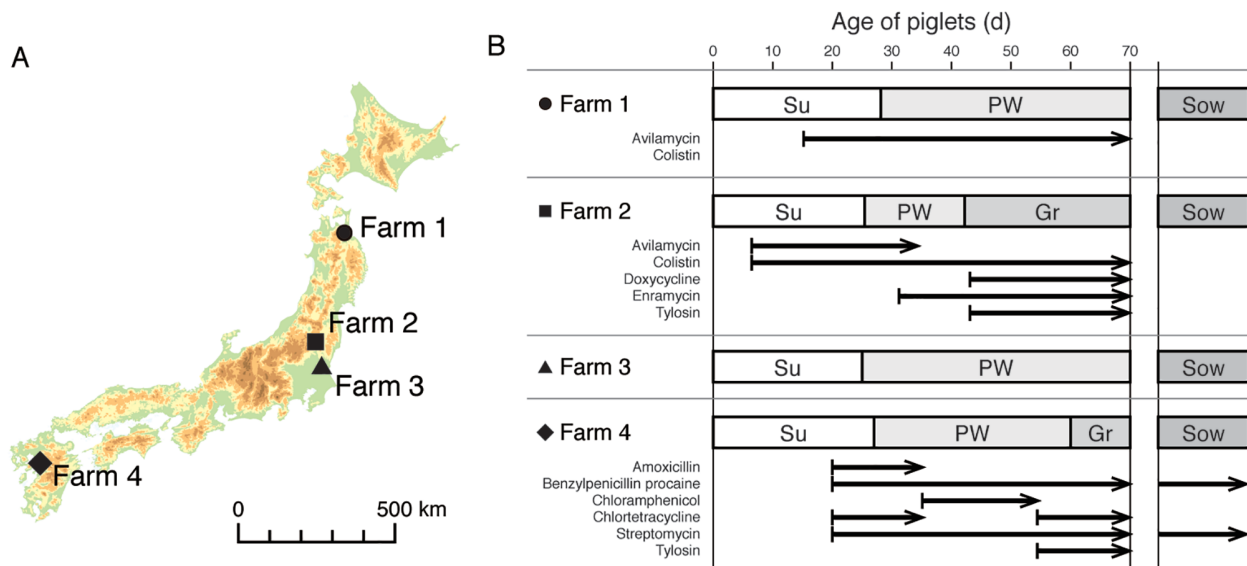 A
Farm 1
Farm 2
Farm 3
Farm 4
0 500 km
B
Age of piglets (d)
0 10 20 30 40 50 60 70
Farm 1 Su PW Sow
Avilamycin
Colistin
Farm 2 Su PW Gr Sow
Avilamycin
Colistin
Doxycycline
Enramycin
Tylosin
Farm 3 Su PW Sow
Farm 4 Su PW Gr Sow
Amoxicillin
Benzylpenicillin procaine
Chloramphenicol
Chlortetracycline
Streptomycin
Tylosin